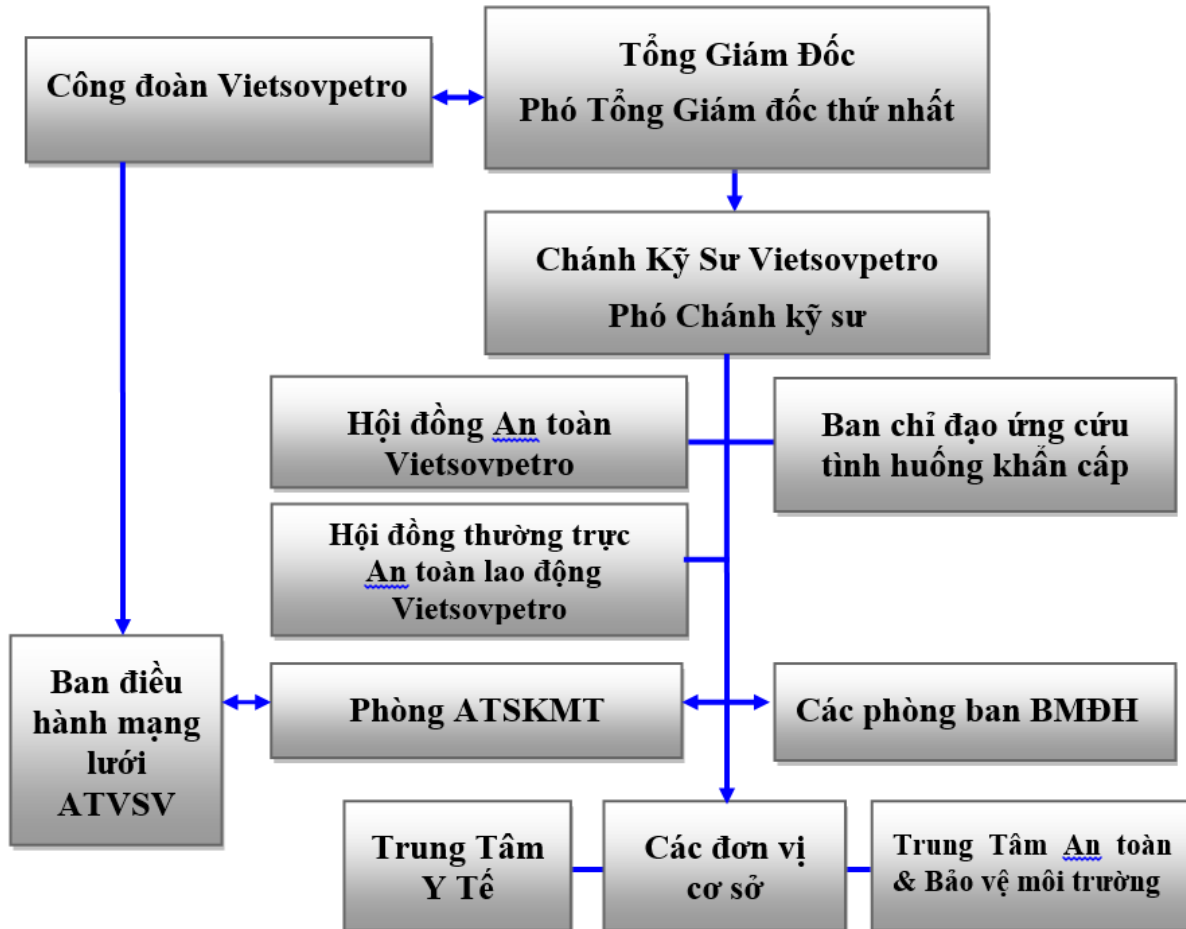 Công đoàn Vietsovpetro
Tổng Giám Đốc
Phó Tổng Giám đốc thứ nhất
Chánh Kỹ Sư Vietsovpetro
Phó Chánh kỹ sư
Hội đồng An toàn
Vietsovpetro
Ban chỉ đạo ứng cứu
tình huống khẩn cấp
Hội đồng thường trực
An toàn lao động
Vietsovpetro
Ban điều
hành mạng
lưới
ATVSV
Phòng ATSKMT
Các phòng ban BMĐH
Trung Tâm
Y Tế
Các đơn vị
cơ sở
Trung Tâm An toàn
& Bảo vệ môi trường